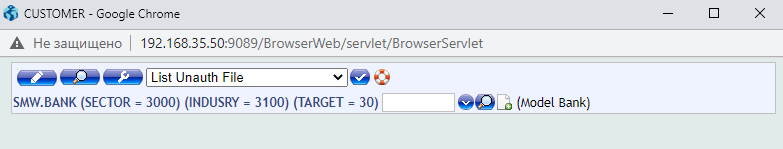 CUSTOMER - Google Chrome
Не защищено 192.168.35.50:9089/BrowserWeb/servlet/BrowserServlet
List Unauth File
SMW.BANK (SECTOR = 3000) (INDUSRY = 3100) (TARGET = 30) (Model Bank)